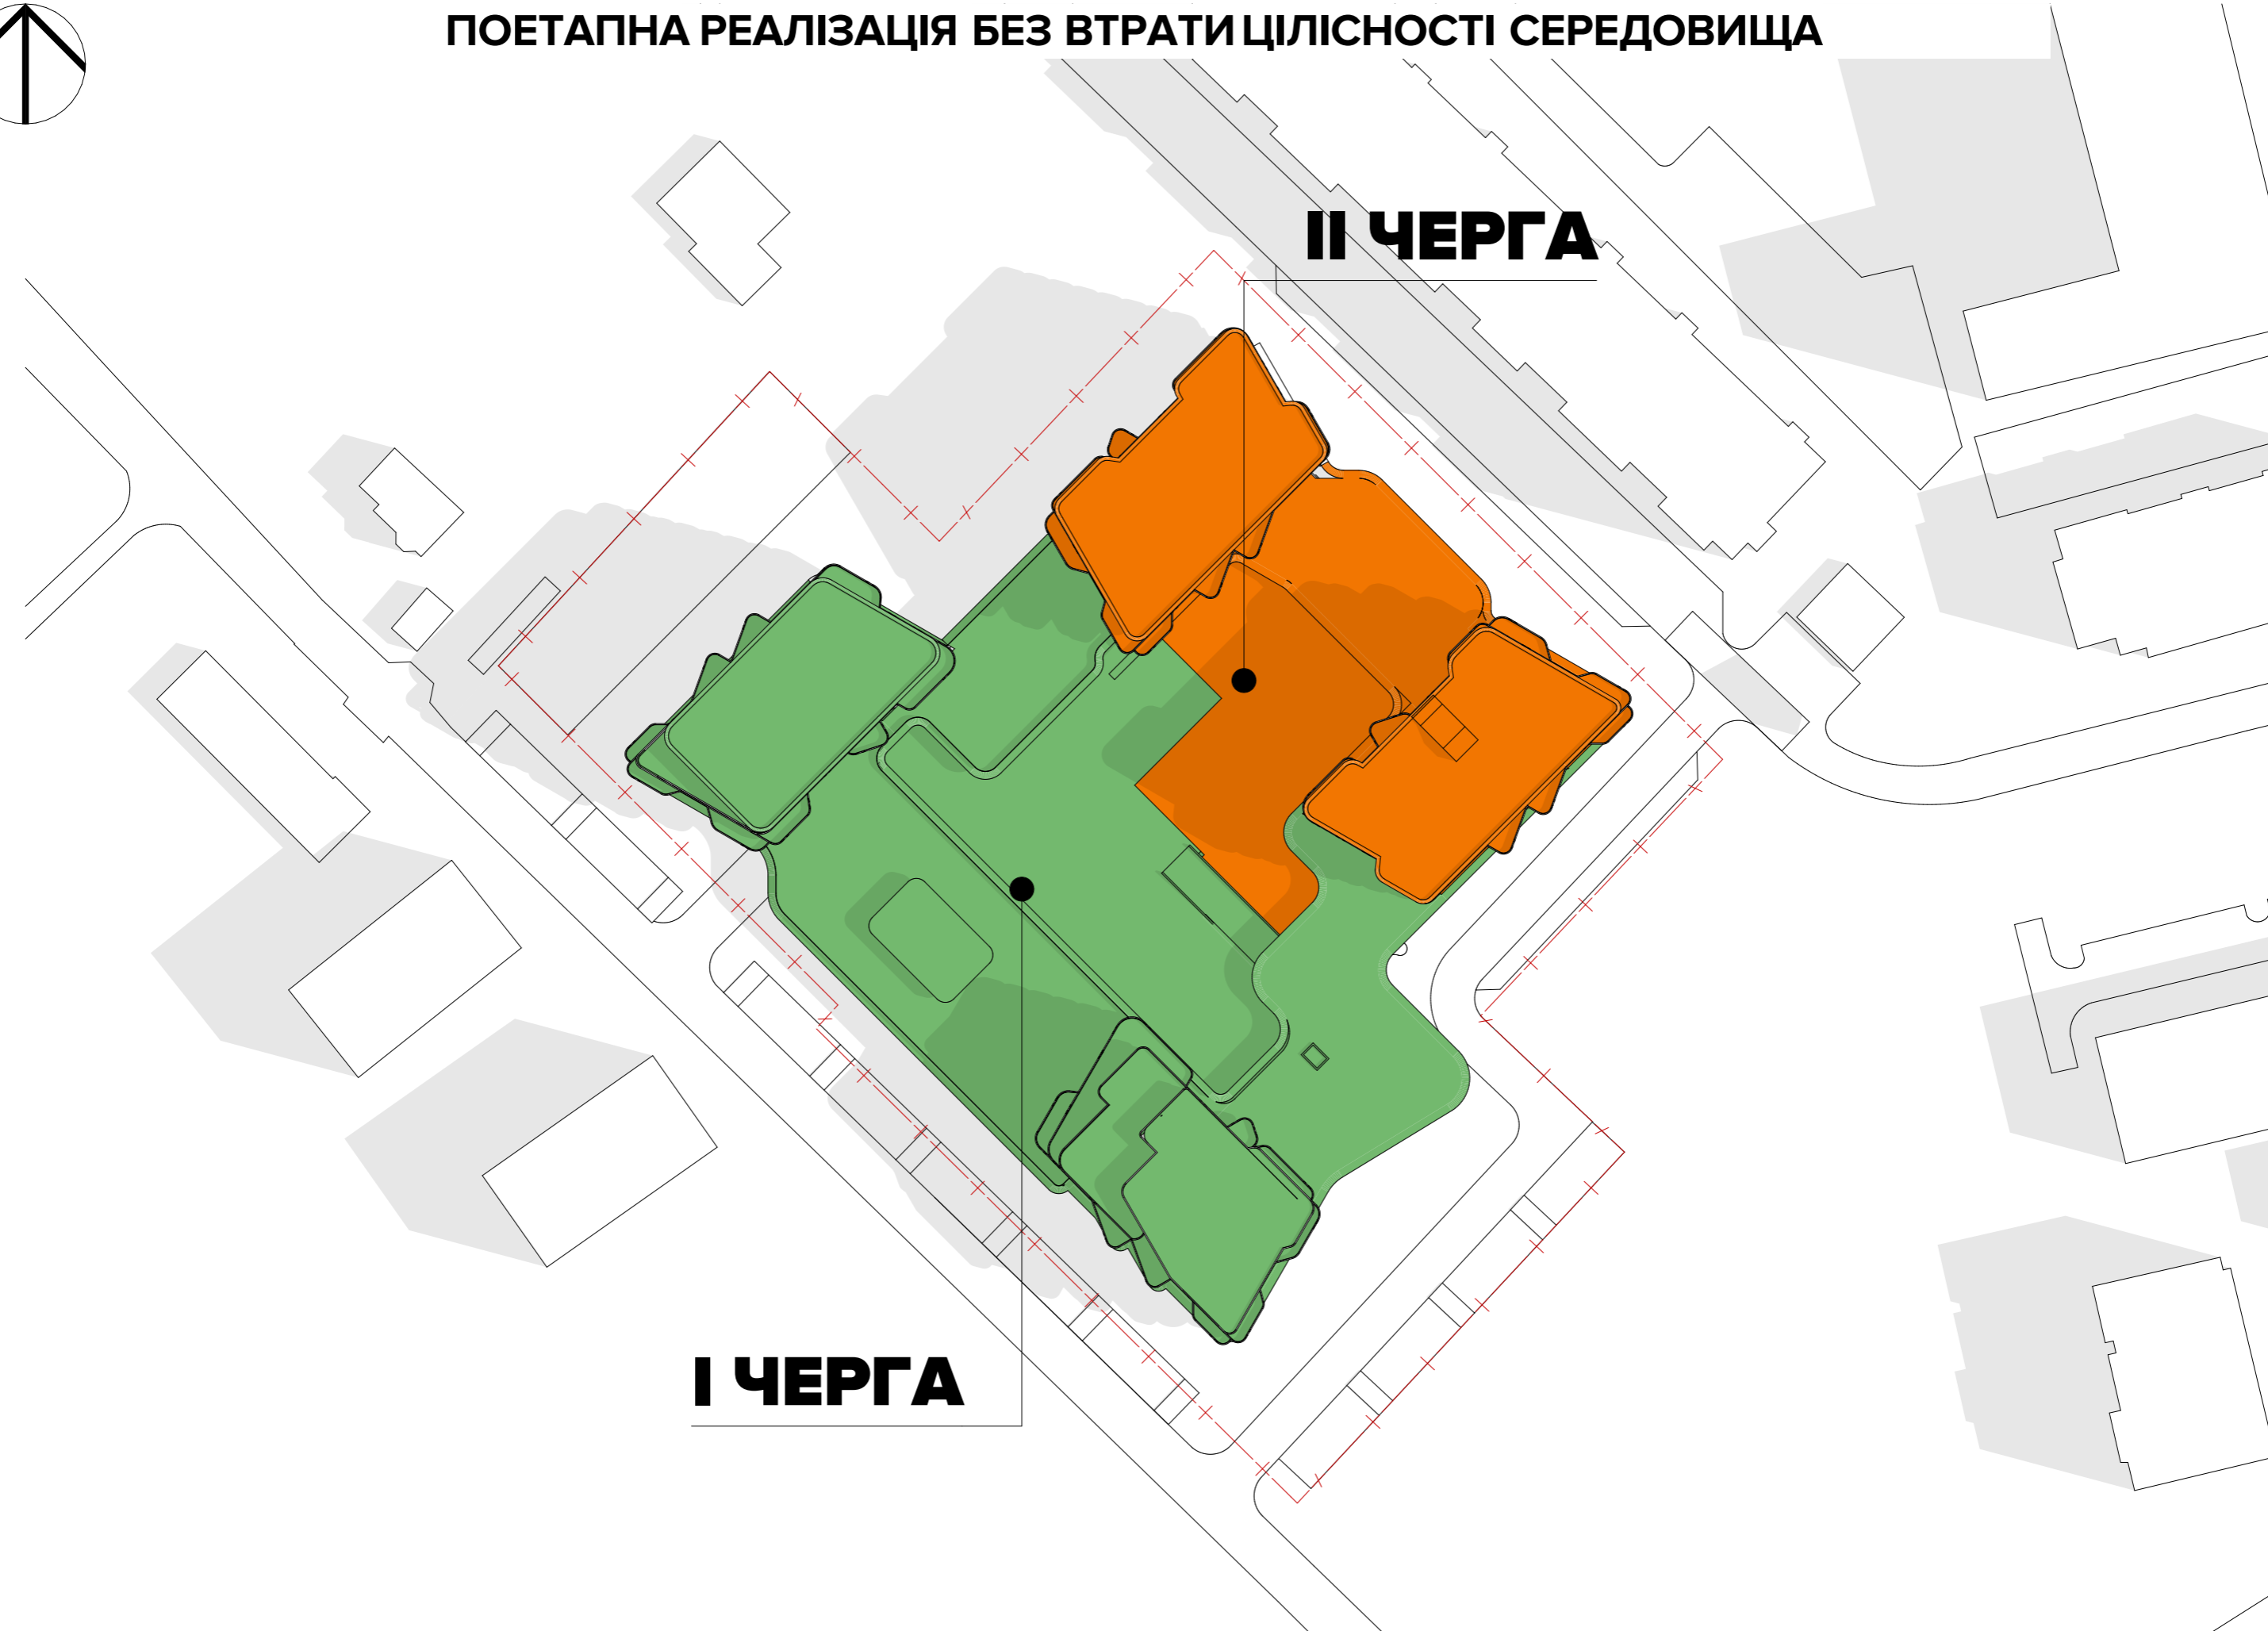 ПОЕТАПНА РЕАЛІЗАЦІЯ БЕЗ ВТРАТИ ЦІЛІСНОСТІ СЕРЕДОВИЩА
II ЧЕРГА
I ЧЕРГА